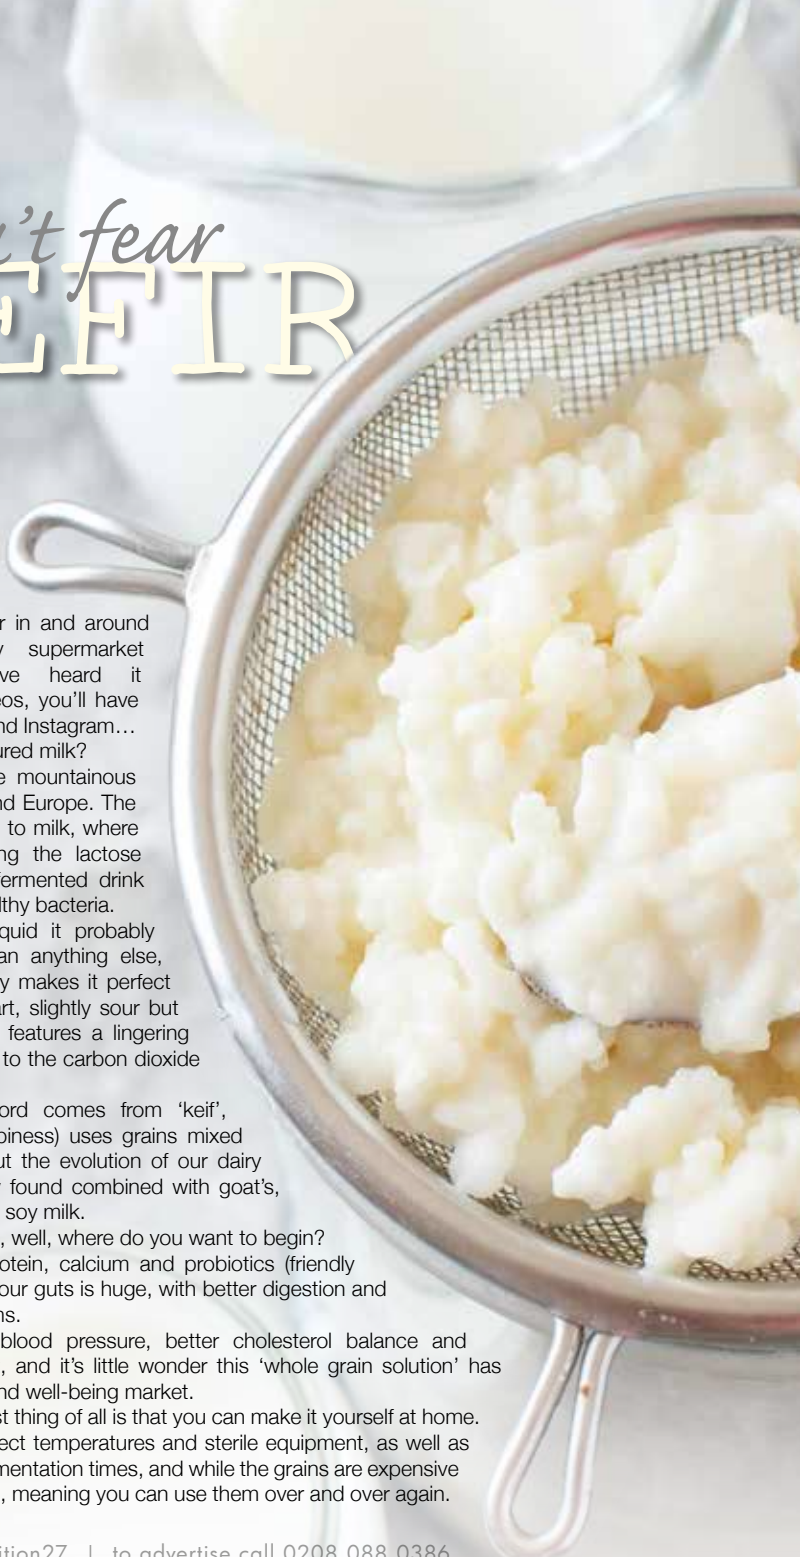 't fear
EFIR
r in and around
y supermarket
ve heard it
eos, you'll have
nd Instagram…
ured milk?
e mountainous
nd Europe. The
to milk, where
ng the lactose
fermented drink
lthy bacteria.
quid it probably
an anything else,
y makes it perfect
art, slightly sour but
features a lingering
to the carbon dioxide
ord comes from ‘keif’,
piness) uses grains mixed
ut the evolution of our dairy
y found combined with goat’s,
soy milk.
, well, where do you want to begin?
otein, calcium and probiotics (friendly
our guts is huge, with better digestion and
ns.
blood pressure, better cholesterol balance and
, and it’s little wonder this ‘whole grain solution’ has
nd well-being market.
st thing of all is that you can make it yourself at home.
ect temperatures and sterile equipment, as well as
mentation times, and while the grains are expensive
, meaning you can use them over and over again.
ition27 | to advertise call 0208 088 0386